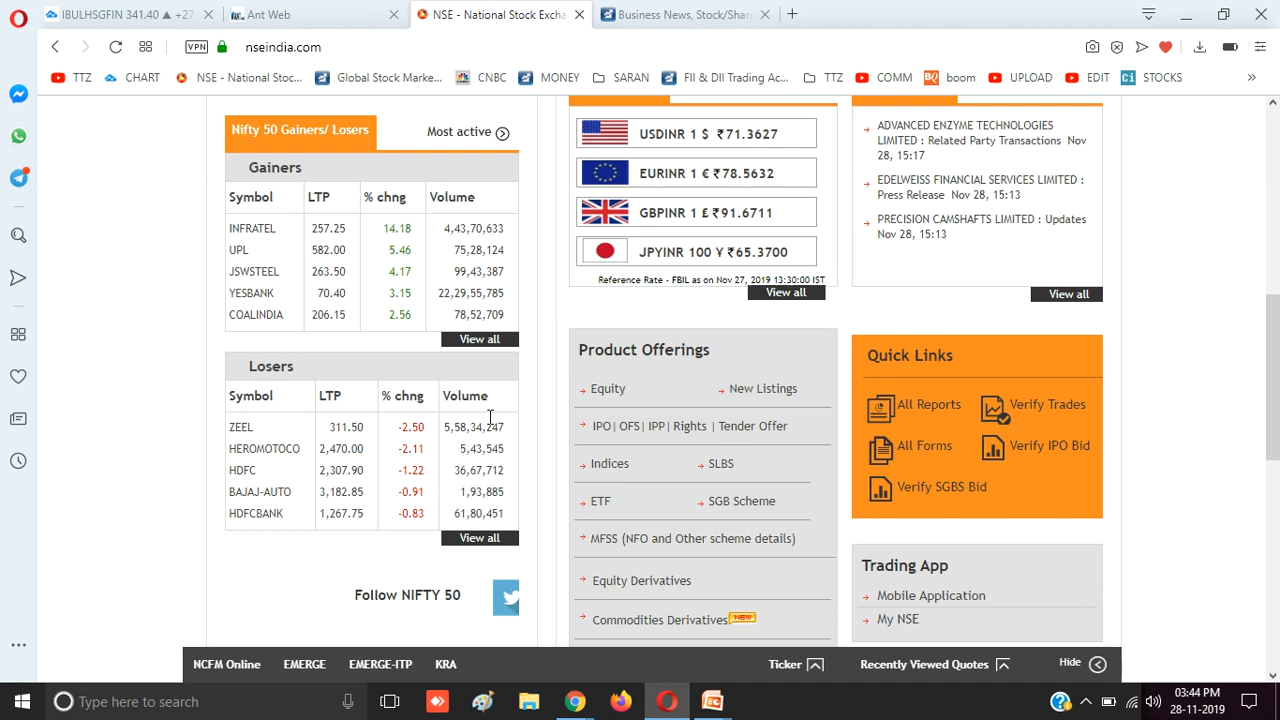 IBULHSGFIN 341.40 ▲ +27
Ant Web
NSE - National Stock Excha
Business News, Stock/Shar
VPN
nseindia.com
TTZ
CHART
NSE - National Stoc...
Global Stock Marke...
CNBC
MONEY
SARAN
FII & DII Trading Ac...
TTZ
COMM
BQ boom
UPLOAD
EDIT
Ci STOCKS
Nifty 50 Gainers/ Losers
Most active
Gainers
Symbol LTP % chng Volume
INFRATEL 257.25 14.18 4,43,70,633
UPL 582.00 5.46 75,28,124
JSWSTEEL 263.50 4.17 99,43,387
YESBANK 70.40 3.15 22,29,55,785
COALINDIA 206.15 2.56 78,52,709
View all
Losers
Symbol LTP % chng Volume
ZEEL 311.50 -2.50 5,58,34,247
HEROMOTOCO 2,470.00 -2.11 5,43,545
HDFC 2,307.90 -1.22 36,67,712
BAJAJ-AUTO 3,182.85 -0.91 1,93,885
HDFCBANK 1,267.75 -0.83 61,80,451
View all
Follow NIFTY 50
USDINR 1 $ ₹71.3627
EURINR 1 € ₹78.5632
GBPINR 1 £ ₹91.6711
JPYINR 100 ¥ ₹65.3700
Reference Rate - FBIL as on Nov 27, 2019 13:30:00 IST
View all
Product Offerings
Equity
New Listings
IPO| OFS| IPP| Rights | Tender Offer
Indices
SLBS
ETF
SGB Scheme
MFSS (NFO and Other scheme details)
Equity Derivatives
Commodities Derivatives NEW
ADVANCED ENZYME TECHNOLOGIES
LIMITED : Related Party Transactions Nov
28, 15:17
EDELWEISS FINANCIAL SERVICES LIMITED :
Press Release Nov 28, 15:13
PRECISION CAMSHAFTS LIMITED : Updates
Nov 28, 15:13
View all
Quick Links
All Reports
Verify Trades
All Forms
Verify IPO Bid
Verify SGBS Bid
Trading App
Mobile Application
My NSE
NCFM Online
EMERGE
EMERGE-ITP
KRA
Ticker
Recently Viewed Quotes
Hide
Type here to search
03:44 PM
28-11-2019